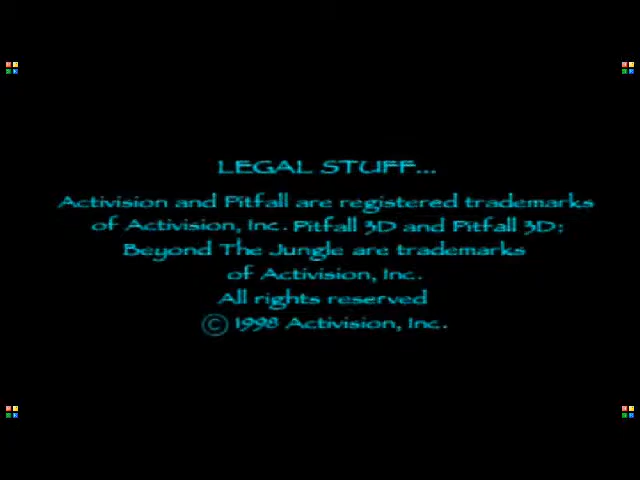 LEGAL STUFF...
Activision and Pitfall are registered trademarks
of Activision, Inc. Pitfall 3D and Pitfall 3D:
Beyond The Jungle are trademarks
of Activision, Inc.
All rights reserved
© 1998 Activision, Inc.